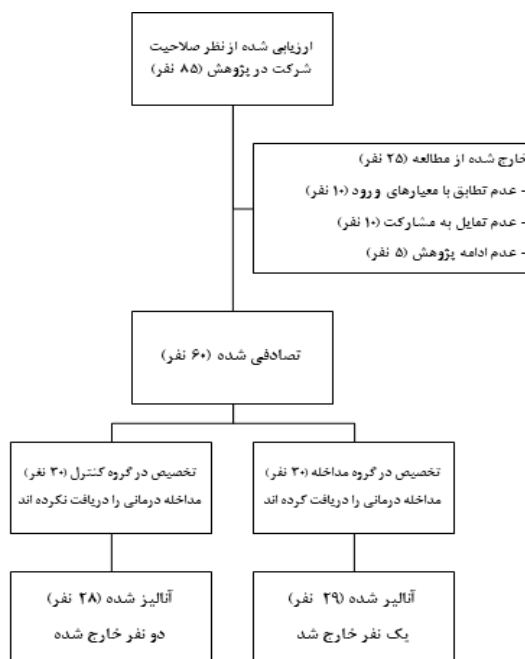 ارزیابی شده از نظر صلاحیت
شرکت در پژوهش (۸۵ نفر)
خارج شده از مطالعه (۲۵ نفر)
- عدم تطابق با معیارهای ورود (۱۰ نفر)
- عدم تمایل به مشارکت (۱۰ نفر)
- عدم ادامه پژوهش (۵ نفر)
تصادفی شده (۶۰ نفر)
تخصیص در گروه مداخله (۳۰ نفر)
مداخله درمانی را دریافت کرده اند
تخصیص در گروه کنترل (۳۰ نفر)
مداخله درمانی را دریافت نکرده اند
آنالیر شده (۲۹ نفر)
یک نفر خارج شد
آنالیز شده (۲۸ نفر)
دو نفر خارج شده